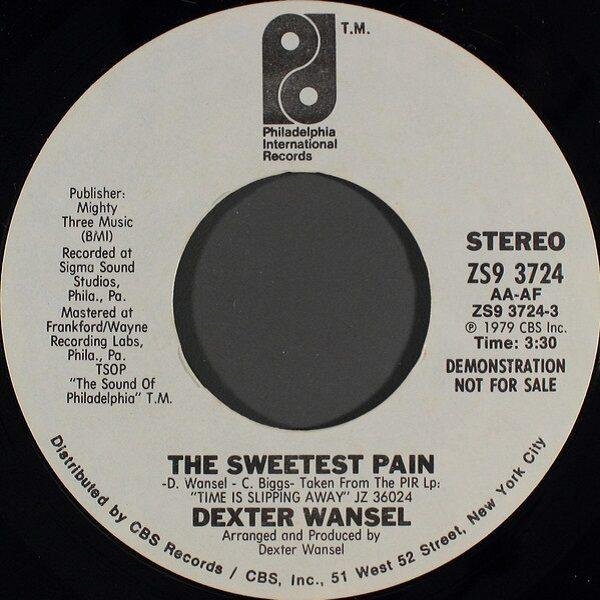 T.M.
Philadelphia
International
Records
Publisher:
Mighty
Three Music
(BMI)
Recorded at
Sigma Sound
Studios,
Phila., Pa.
Mastered at
Frankford/Wayne
Recording Labs,
Phila., Pa.
TSOP
"The Sound Of
Philadelphia" T.M.
STEREO
ZS9 3724
AA-AF
ZS9 3724-3
℗ 1979 CBS Inc.
Time: 3:30
DEMONSTRATION
NOT FOR SALE
THE SWEETEST PAIN
-D. Wansel - C. Biggs- Taken From The PIR Lp:
"TIME IS SLIPPING AWAY" JZ 36024
DEXTER WANSEL
Arranged and Produced by
Dexter Wansel
Distributed by CBS Records / CBS, Inc., 51 West 52 Street, New York City